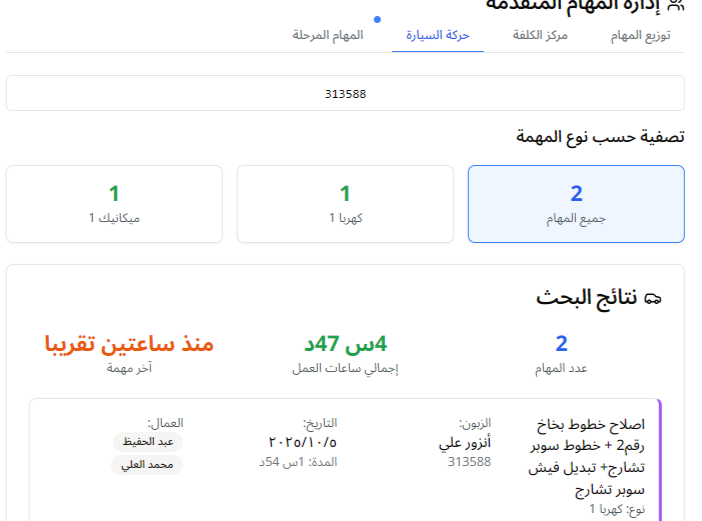 إدارة المهام المتقدمة
توزيع المهام
مركز الكلفة
حركة السيارة
المهام المرحلة
313588
تصفية حسب نوع المهمة
2
جميع المهام
1
كهربا 1
1
ميكانيك 1
نتائج البحث
2
عدد المهام
4س 47د
إجمالي ساعات العمل
منذ ساعتين تقريبا
آخر مهمة
اصلاح خطوط بخاخ
رقم2 + خطوط سوبر
تشارج+ تبديل فيش
سوبر تشارج
نوع: كهربا 1
الزبون:
أنزور علي
313588
التاريخ:
٢٠٢٥/١٠/٥
المدة: 1س 54د
العمال:
عبد الحفيظ
محمد العلي